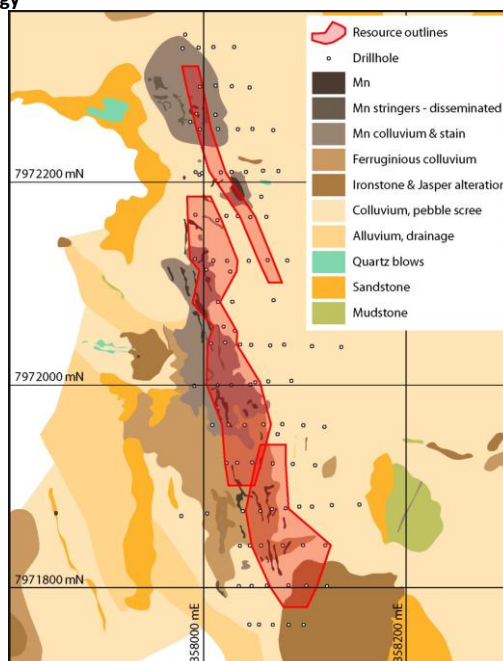 gy
Resource outlines
Drillhole
Mn
Mn stringers - disseminated
Mn colluvium & stain
Ferruginious colluvium
Ironstone & Jasper alteration
Colluvium, pebble scree
Alluvium, drainage
Quartz blows
Sandstone
Mudstone
7972200 mN
7972000 mN
7971800 mN
358000 mE
358200 mE